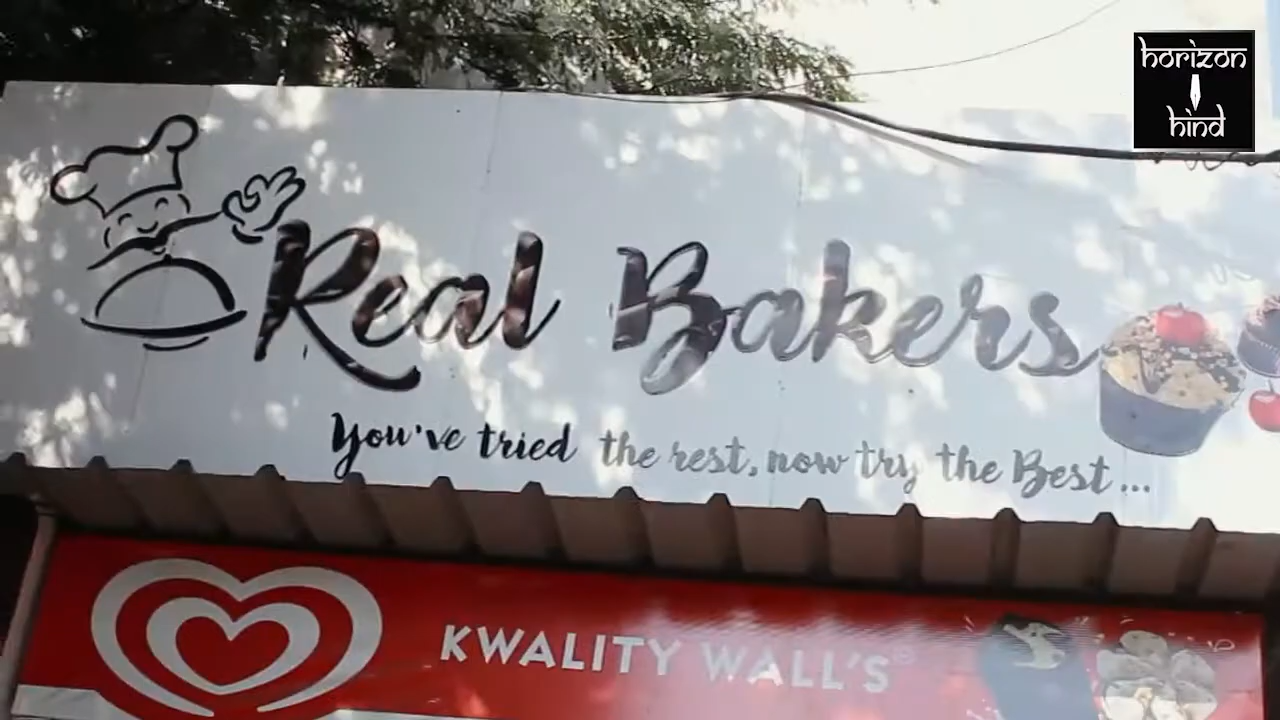 horizon
hind
Real Bakers
You've tried the rest, now try the Best...
KWALITY WALL'S